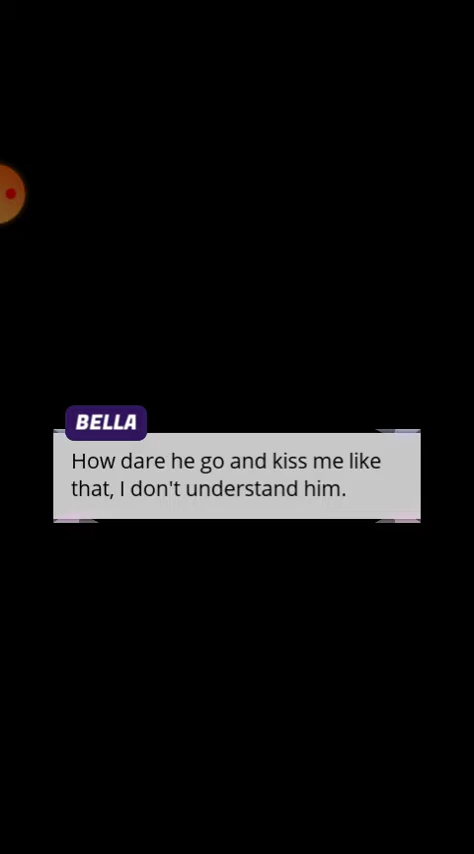 BELLA
How dare he go and kiss me like
that, I don't understand him.